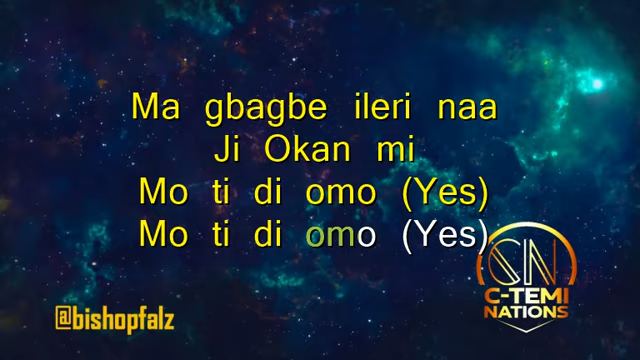 Ma gbagbe ileri naa
Ji Okan mi
Mo ti di omo (Yes)
Mo ti di omo (Yes)
CN
C-TEMI
NATIONS
@bishopfalz